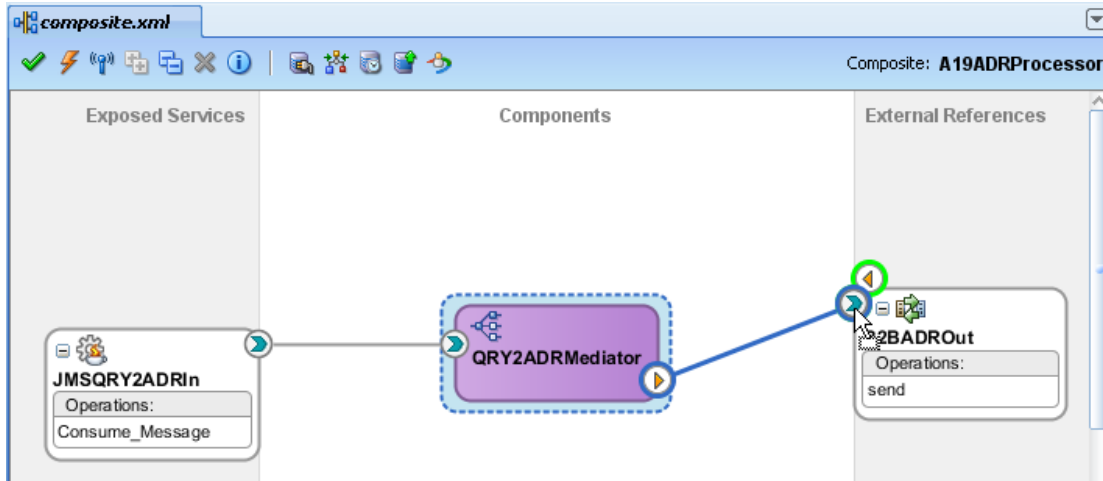 composite.xml
Composite: A19ADRProcessor
Exposed Services
Components
External References
JMSQRY2ADRIn
Operations:
Consume_Message
QRY2ADRMediator
2BADROut
Operations:
send